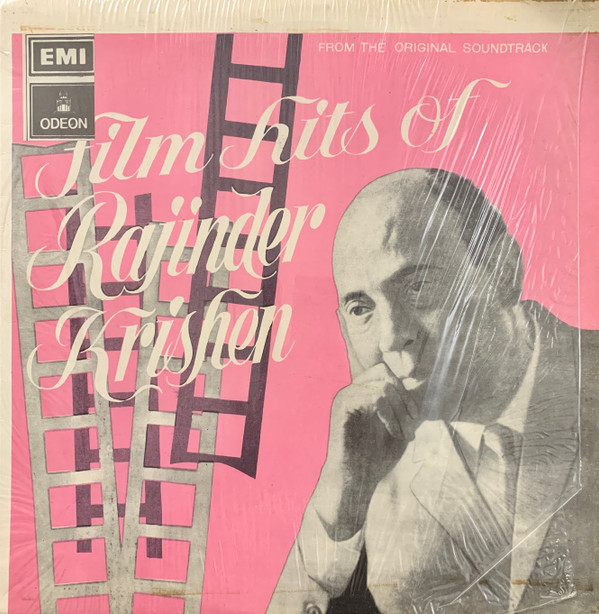 EMI
ODEON
FROM THE ORIGINAL SOUNDTRACK
Film Hits of
Rajinder
Krishen